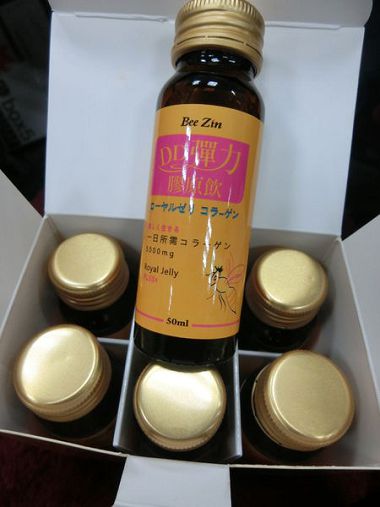 Bee Zin
DD彈力
膠原飲
ローヤルゼリ コラーゲン
一日所需コラーゲン
Royal Jelly
50ml